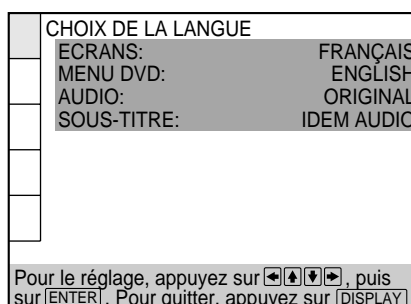 CHOIX DE LA LANGUE
ECRANS: FRANÇAIS
MENU DVD: ENGLISH
AUDIO: ORIGINAL
SOUS-TITRE: IDEM AUDIO
Pour le réglage, appuyez sur ←↑↓→, puis
sur ENTER. Pour quitter, appuyez sur DISPLAY